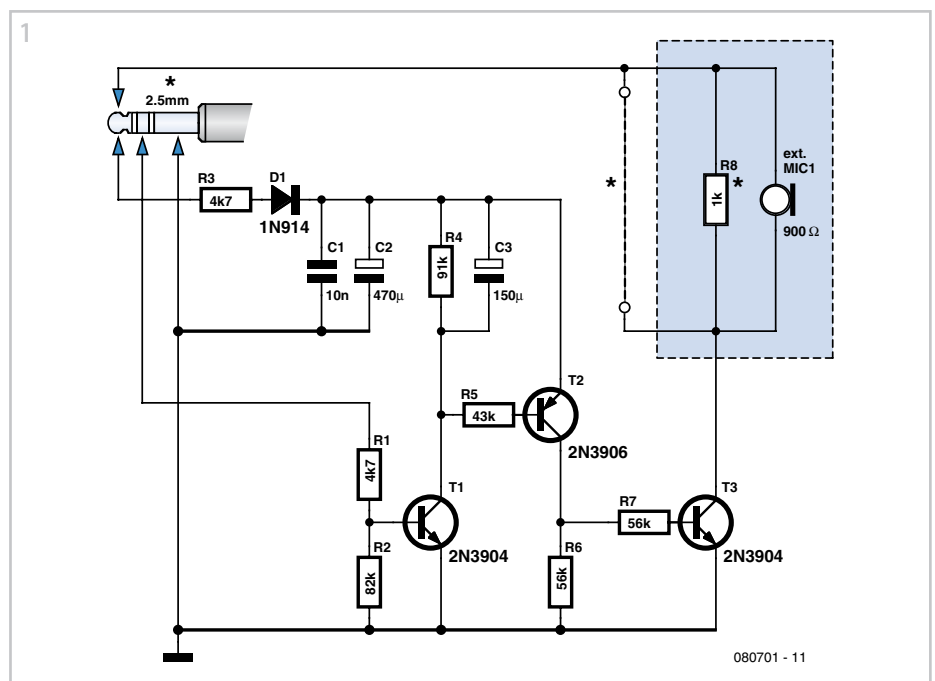 1
*
2.5mm
R3
4k7
D1
1N914
C1
10n
C2
470µ
R4
91k
C3
150µ
*
R8
1k
*
ext.
MIC1
900 Ω
R5
43k
T2
2N3906
R1
4k7
T1
2N3904
R2
82k
R6
56k
R7
56k
T3
2N3904
080701 - 11